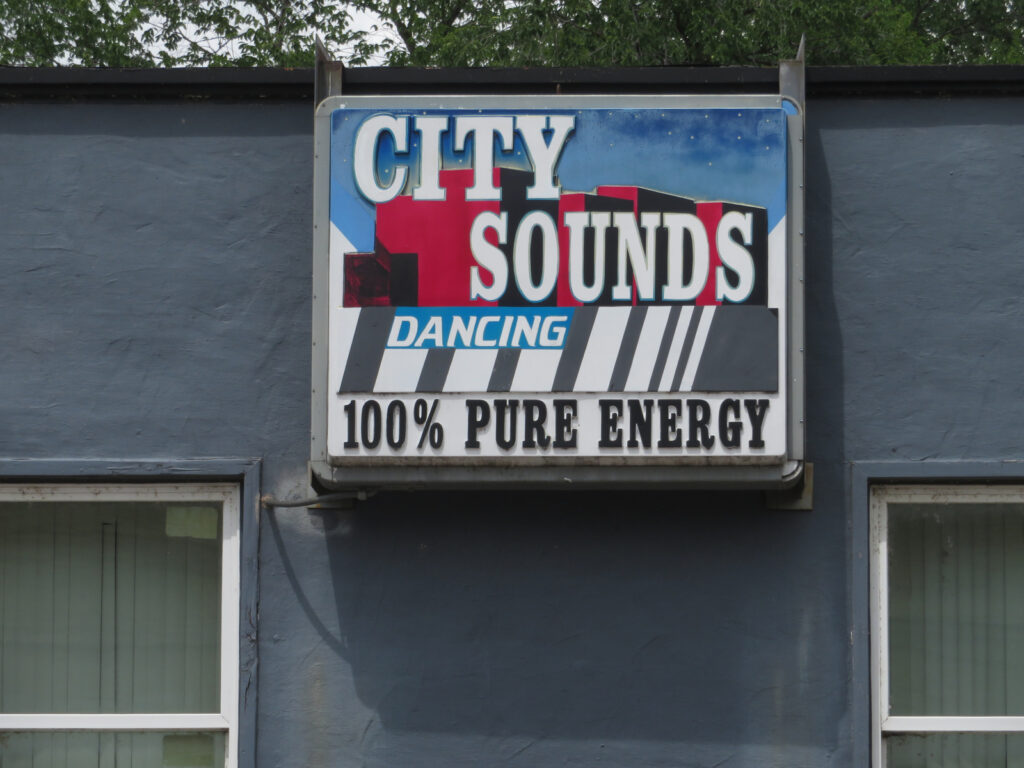 CITY
SOUNDS
DANCING
100% PURE ENERGY